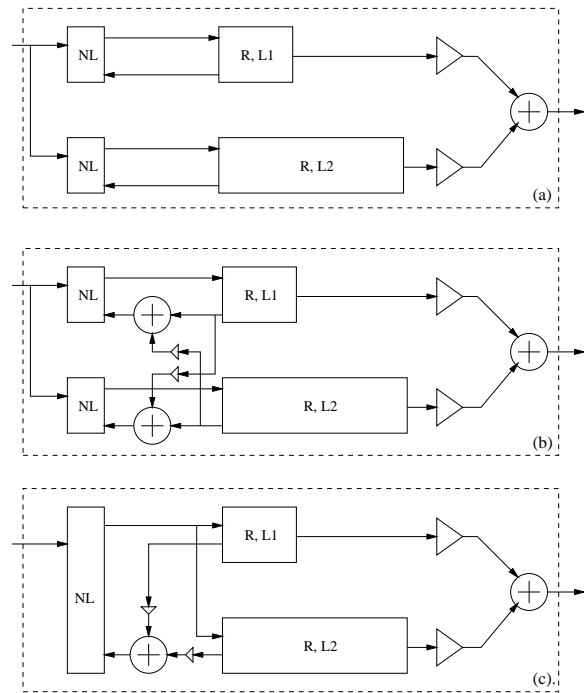 NL
R, L1
NL
R, L2
(a)
NL
R, L1
NL
R, L2
(b)
R, L1
NL
R, L2
(c).